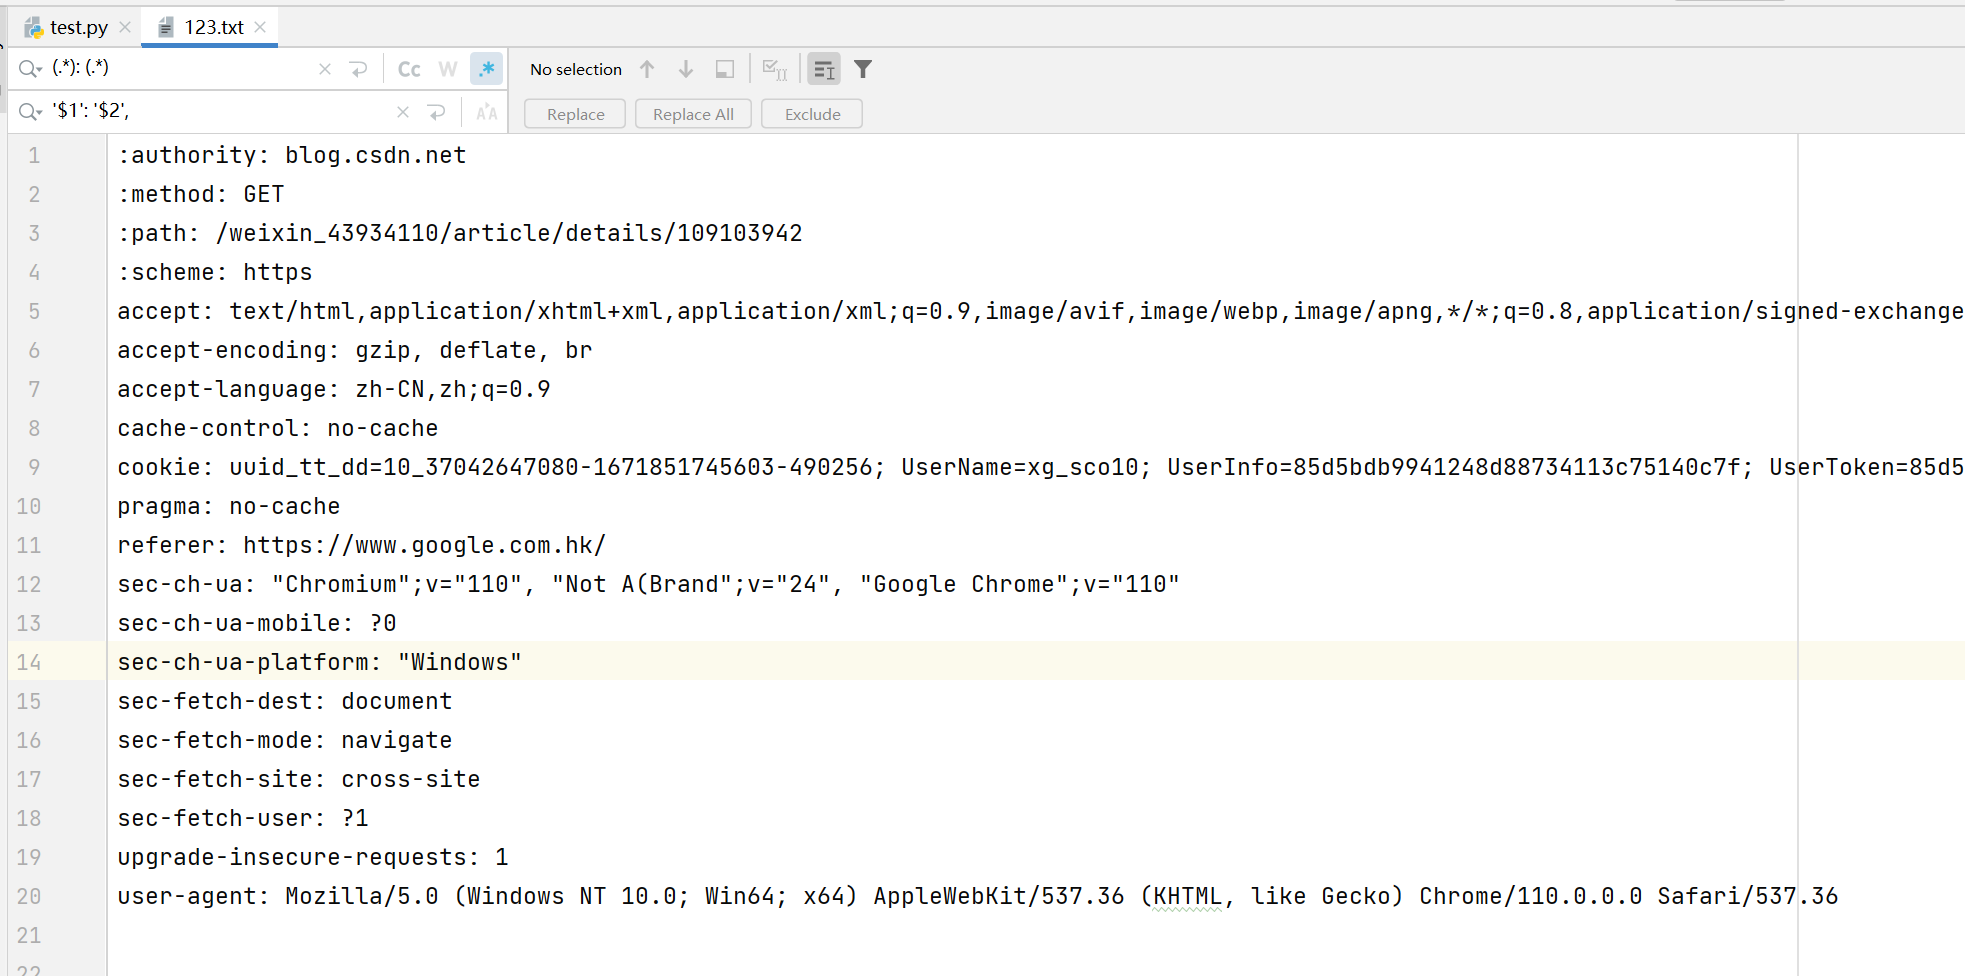 test.py 123.txt
(.*): (.*) Cc W .* No selection
'$1': '$2', Replace Replace All Exclude
1 :authority: blog.csdn.net
2 :method: GET
3 :path: /weixin_43934110/article/details/109103942
4 :scheme: https
5 accept: text/html,application/xhtml+xml,application/xml;q=0.9,image/avif,image/webp,image/apng,*/*;q=0.8,application/signed-exchange
6 accept-encoding: gzip, deflate, br
7 accept-language: zh-CN,zh;q=0.9
8 cache-control: no-cache
9 cookie: uuid_tt_dd=10_37042647080-1671851745603-490256; UserName=xg_sco10; UserInfo=85d5bdb9941248d88734113c75140c7f; UserToken=85d5
10 pragma: no-cache
11 referer: https://www.google.com.hk/
12 sec-ch-ua: "Chromium";v="110", "Not A(Brand";v="24", "Google Chrome";v="110"
13 sec-ch-ua-mobile: ?0
14 sec-ch-ua-platform: "Windows"
15 sec-fetch-dest: document
16 sec-fetch-mode: navigate
17 sec-fetch-site: cross-site
18 sec-fetch-user: ?1
19 upgrade-insecure-requests: 1
20 user-agent: Mozilla/5.0 (Windows NT 10.0; Win64; x64) AppleWebKit/537.36 (KHTML, like Gecko) Chrome/110.0.0.0 Safari/537.36
21
22